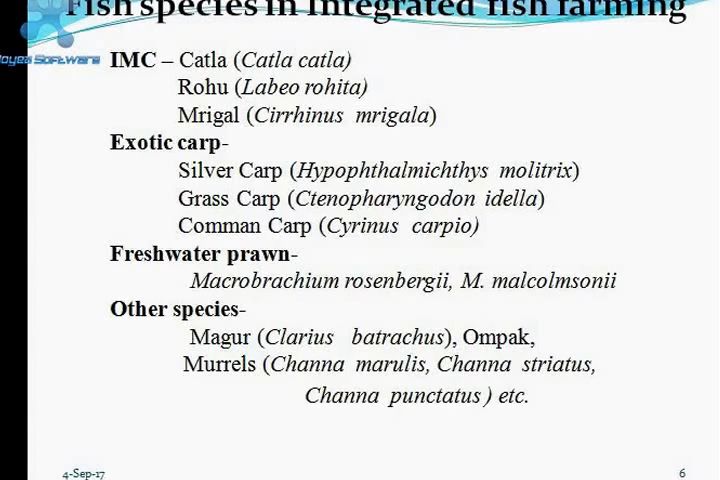 Fish species in Integrated fish farming
oyea Software
IMC – Catla (Catla catla)
Rohu (Labeo rohita)
Mrigal (Cirrhinus mrigala)
Exotic carp-
Silver Carp (Hypophthalmichthys molitrix)
Grass Carp (Ctenopharyngodon idella)
Comman Carp (Cyrinus carpio)
Freshwater prawn-
Macrobrachium rosenbergii, M. malcolmsonii
Other species-
Magur (Clarius batrachus), Ompak,
Murrels (Channa marulis, Channa striatus,
Channa punctatus ) etc.
4-Sep-17
6